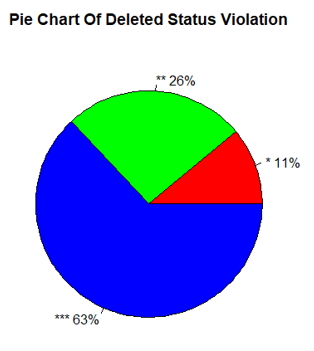 Pie Chart Of Deleted Status Violation
** 26%
* 11%
*** 63%